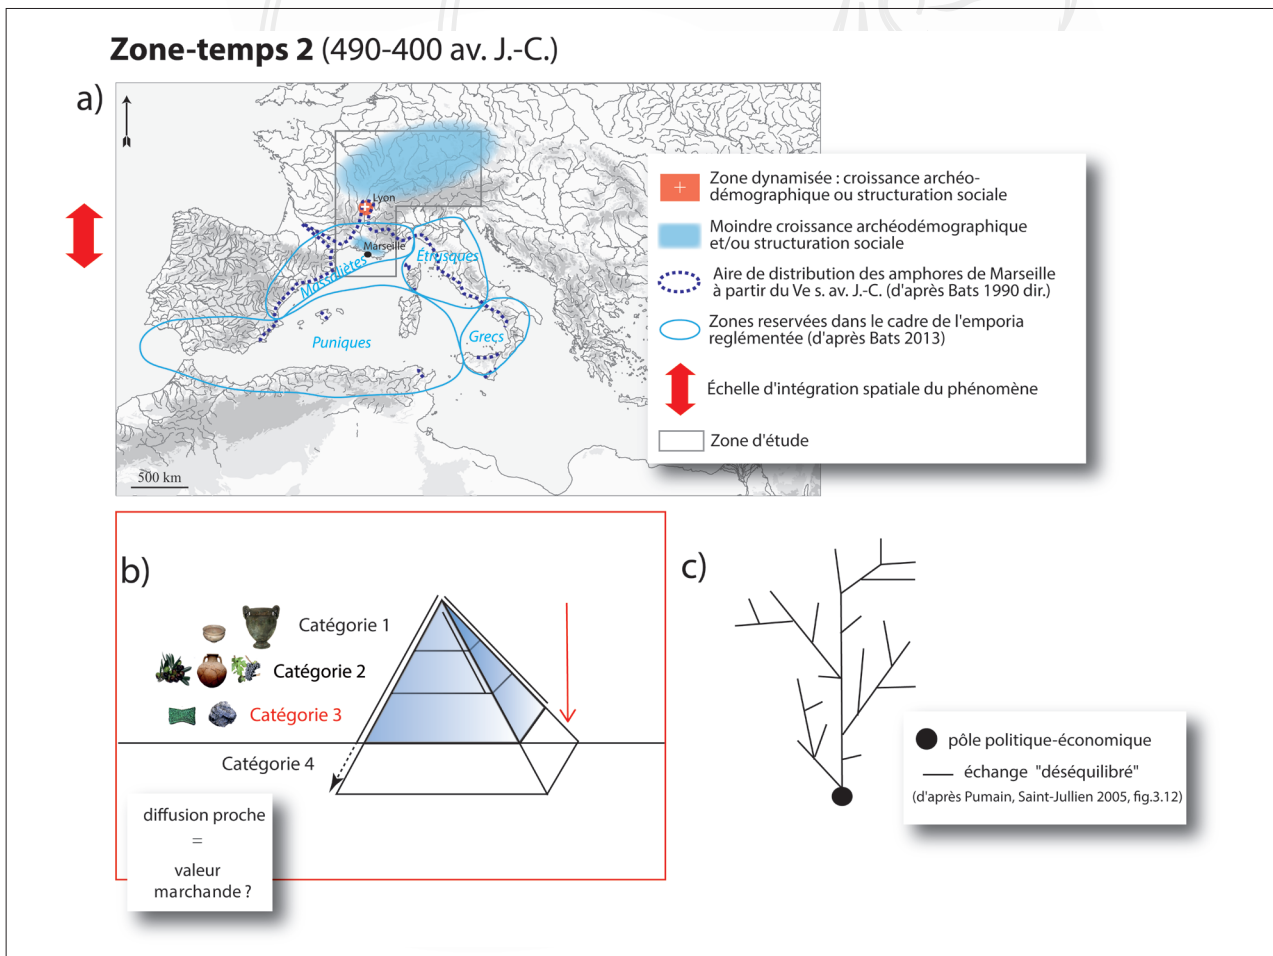 Zone-temps 2 (490-400 av. J.-C.)
a)
Lyon
Marseille
Massaliètes
Étrusques
Puniques
Grecs
500 km
Zone dynamisée : croissance archéo-
démographique ou structuration sociale
Moindre croissance archéodémographique
et/ou structuration sociale
Aire de distribution des amphores de Marseille
à partir du Ve s. av. J.-C. (d'après Bats 1990 dir.)
Zones reservées dans le cadre de l'emporia
reglémentée (d'après Bats 2013)
Échelle d'intégration spatiale du phénomène
Zone d'étude
b)
Catégorie 1
Catégorie 2
Catégorie 3
Catégorie 4
diffusion proche
=
valeur
marchande ?
c)
pôle politique-économique
échange "déséquilibré"
(d'après Pumain, Saint-Jullien 2005, fig.3.12)